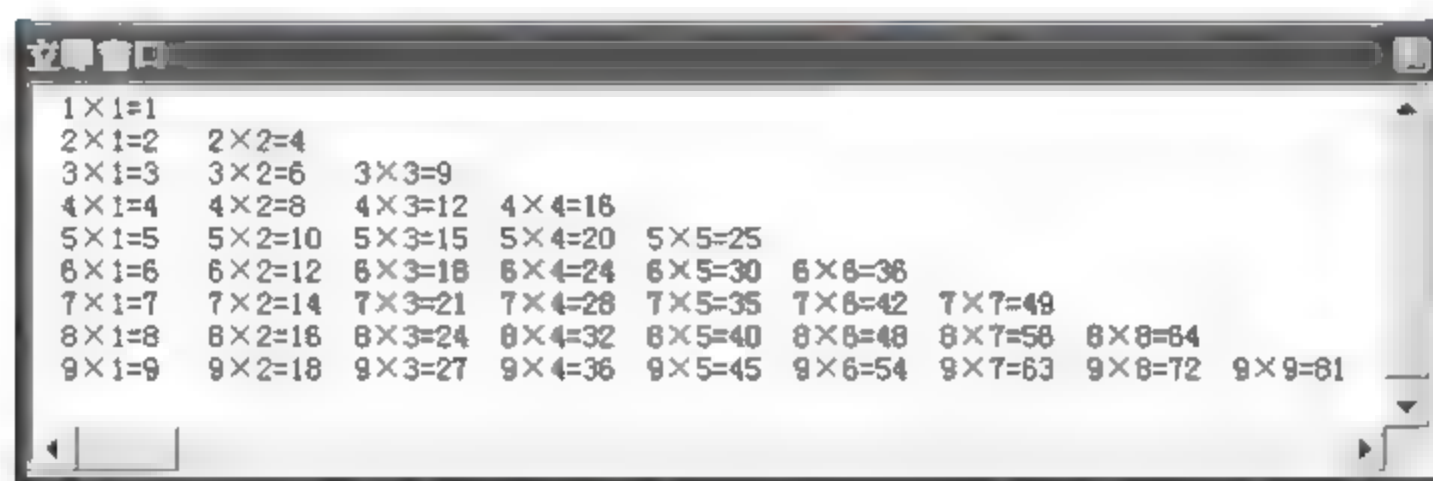 立即窗口
1×1=1
2×1=2 2×2=4
3×1=3 3×2=6 3×3=9
4×1=4 4×2=8 4×3=12 4×4=16
5×1=5 5×2=10 5×3=15 5×4=20 5×5=25
6×1=6 6×2=12 6×3=18 6×4=24 6×5=30 6×6=36
7×1=7 7×2=14 7×3=21 7×4=28 7×5=35 7×6=42 7×7=49
8×1=8 8×2=16 8×3=24 8×4=32 8×5=40 8×6=48 8×7=56 8×8=64
9×1=9 9×2=18 9×3=27 9×4=36 9×5=45 9×6=54 9×7=63 9×8=72 9×9=81